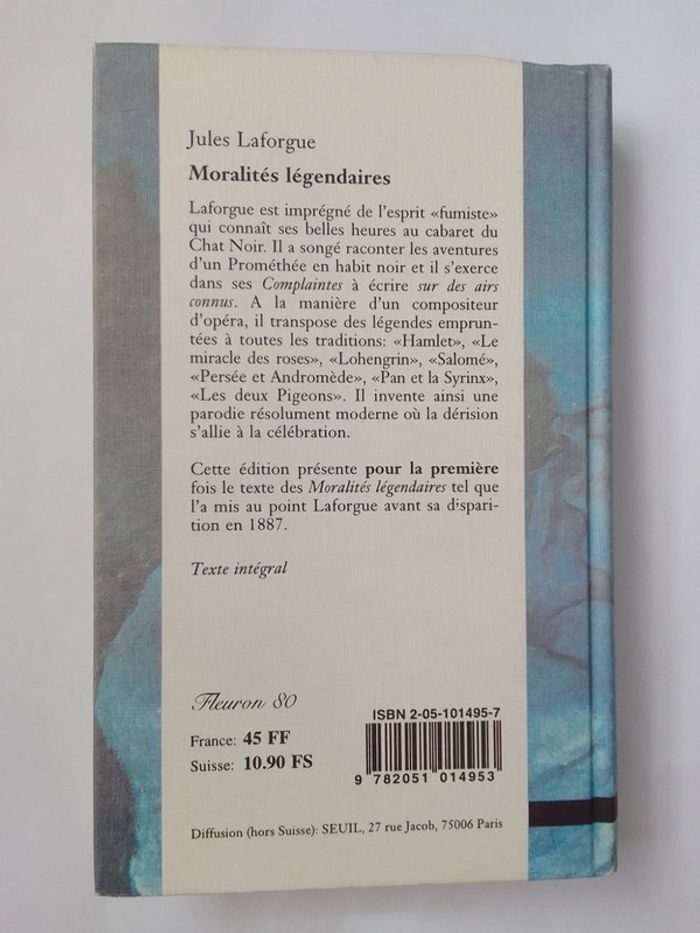 Jules Laforgue
Moralités légendaires
Laforgue est imprégné de l'esprit «fumiste»
qui connaît ses belles heures au cabaret du
Chat Noir. Il a songé raconter les aventures
d'un Prométhée en habit noir et il s'exerce
dans ses Complaintes à écrire sur des airs
connus. A la manière d'un compositeur
d'opéra, il transpose des légendes emprun-
tées à toutes les traditions: «Hamlet», «Le
miracle des roses», «Lohengrin», «Salomé»,
«Persée et Andromède», «Pan et la Syrinx»,
«Les deux Pigeons». Il invente ainsi une
parodie résolument moderne où la dérision
s'allie à la célébration.
Cette édition présente pour la première
fois le texte des Moralités légendaires tel que
l'a mis au point Laforgue avant sa dispari-
tion en 1887.
Texte intégral
Fleuron 80
ISBN 2-05-101495-7
France: 45 FF
Suisse: 10.90 FS
9 782051 014953
Diffusion (hors Suisse): SEUIL, 27 rue Jacob, 75006 Paris